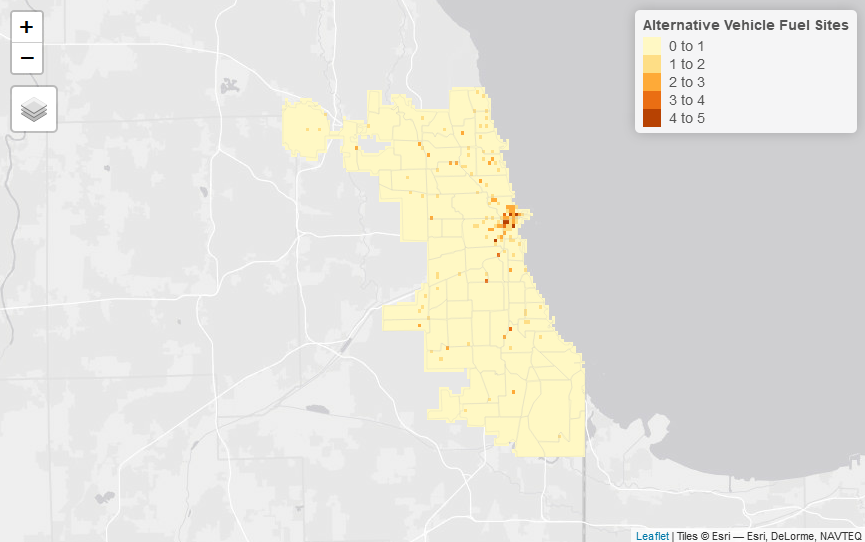 +
−
Alternative Vehicle Fuel Sites
0 to 1
1 to 2
2 to 3
3 to 4
4 to 5
Leaflet | Tiles © Esri — Esri, DeLorme, NAVTEQ